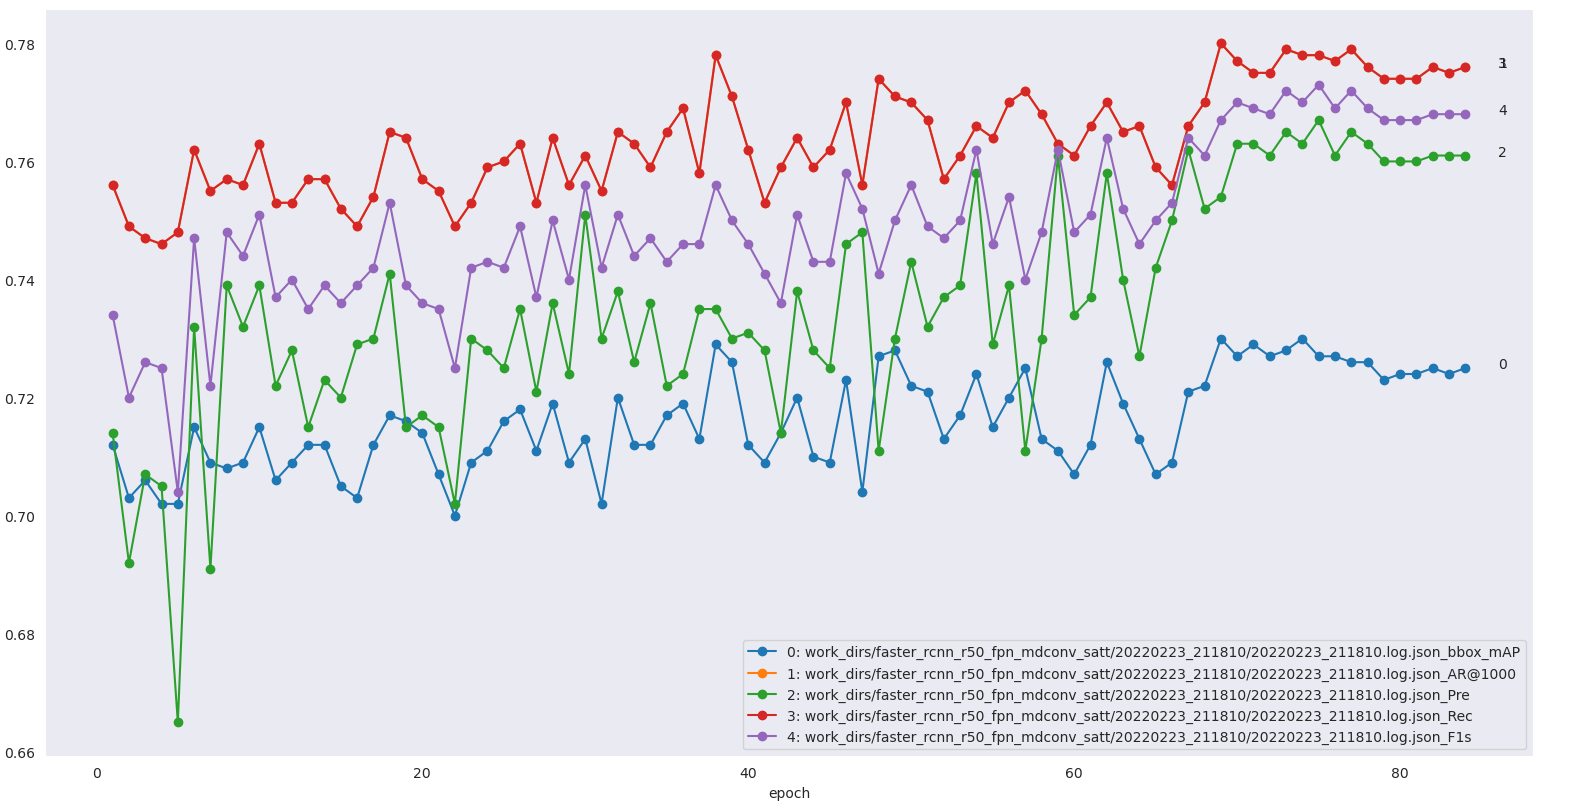 0.78
0.76
0.74
0.72
0.70
0.68
0.66
0
20
40
60
80
epoch
4
2
0
0: work_dirs/faster_rcnn_r50_fpn_mdconv_satt/20220223_211810/20220223_211810.log.json_bbox_mAP
1: work_dirs/faster_rcnn_r50_fpn_mdconv_satt/20220223_211810/20220223_211810.log.json_AR@1000
2: work_dirs/faster_rcnn_r50_fpn_mdconv_satt/20220223_211810/20220223_211810.log.json_Pre
3: work_dirs/faster_rcnn_r50_fpn_mdconv_satt/20220223_211810/20220223_211810.log.json_Rec
4: work_dirs/faster_rcnn_r50_fpn_mdconv_satt/20220223_211810/20220223_211810.log.json_F1s